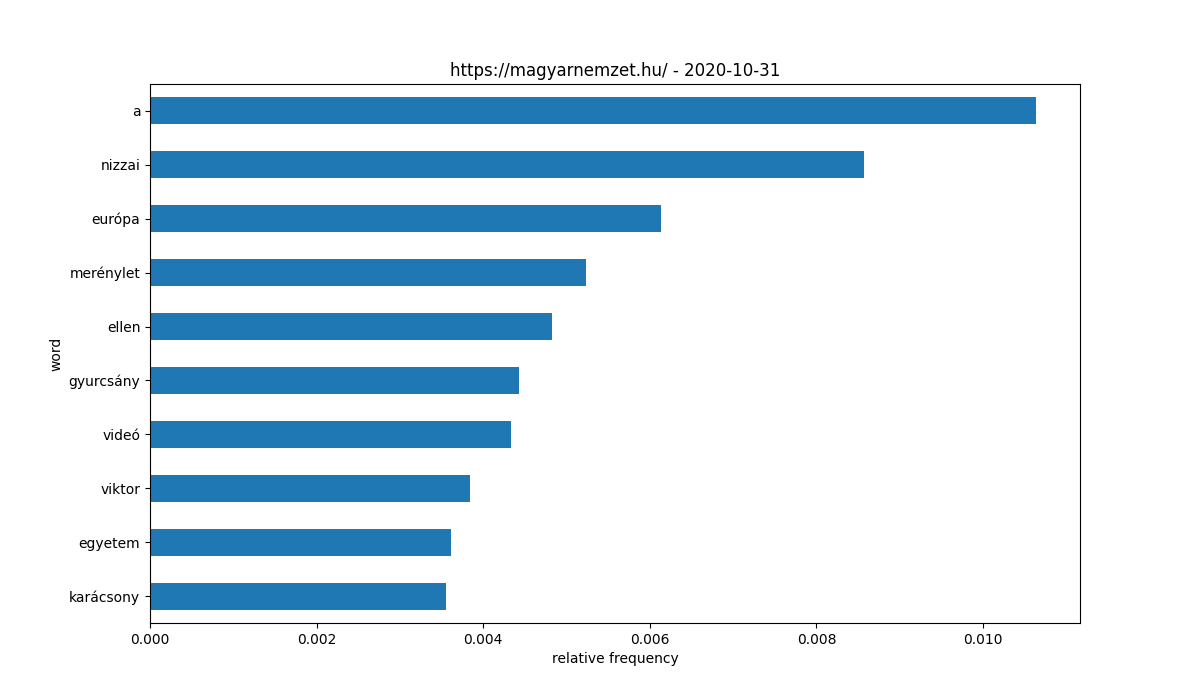 https://magyarnemzet.hu/ - 2020-10-31
a
nizzai
európa
merénylet
ellen
gyurcsány
videó
viktor
egyetem
karácsony
word
0.000 0.002 0.004 0.006 0.008 0.010
relative frequency